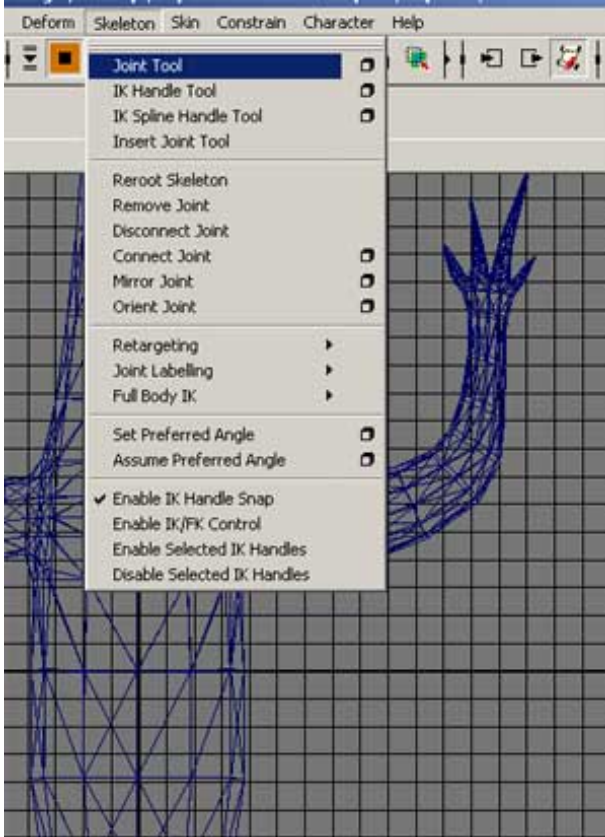 Deform Skeleton Skin Constrain Character Help
Joint Tool
IK Handle Tool
IK Spline Handle Tool
Insert Joint Tool
Reroot Skeleton
Remove Joint
Disconnect Joint
Connect Joint
Mirror Joint
Orient Joint
Retargeting
Joint Labelling
Full Body IK
Set Preferred Angle
Assume Preferred Angle
Enable IK Handle Snap
Enable IK/FK Control
Enable Selected IK Handles
Disable Selected IK Handles